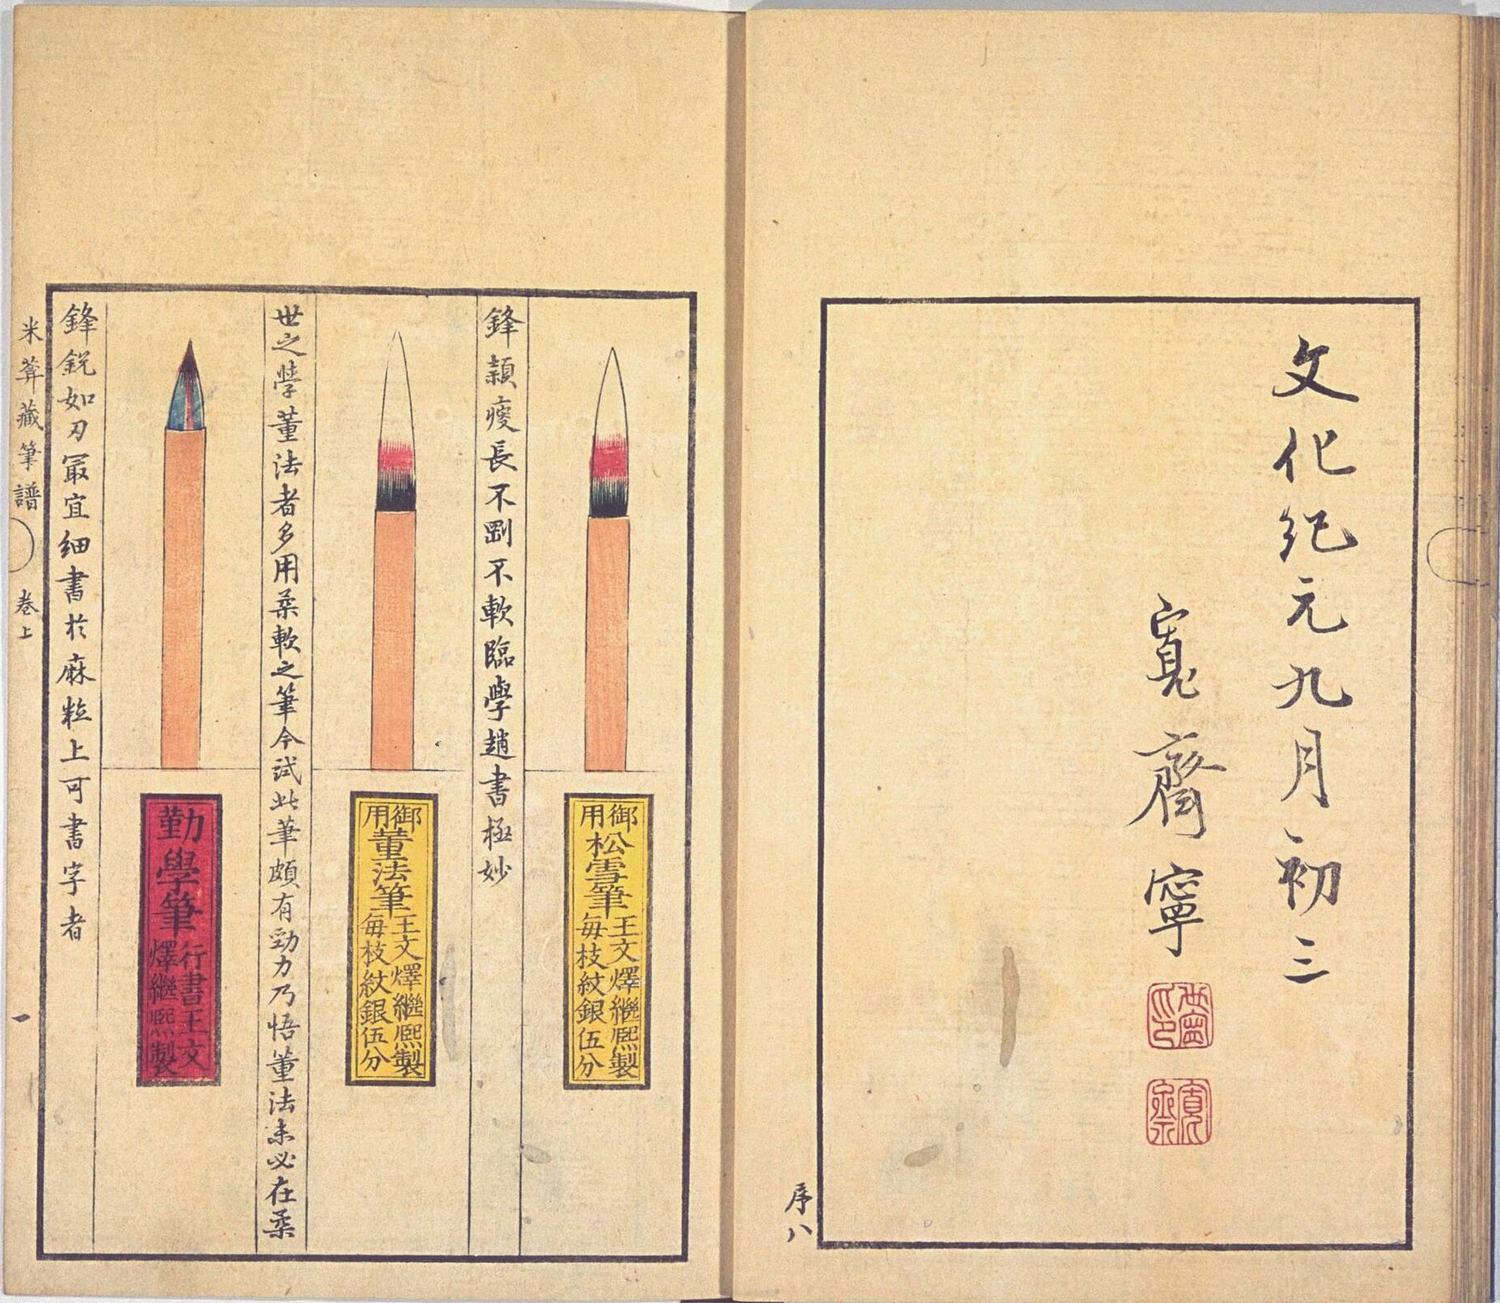 文化紀元九月初三
寬齋寧
序八
鋒穎瘦長不剛不軟臨學趙書極妙
御用
松雪筆
王文燁繼熙製
每枝紋銀伍分
世之學董法者多用柔軟之筆今試此筆頗有勁力乃悟董法未必在柔
御用
董法筆
王文燁繼熙製
每枝紋銀伍分
鋒銳如刃最宜細書於麻粒上可書字者
勤學筆
行書王文燁繼熙製
米葊藏筆譜
卷上